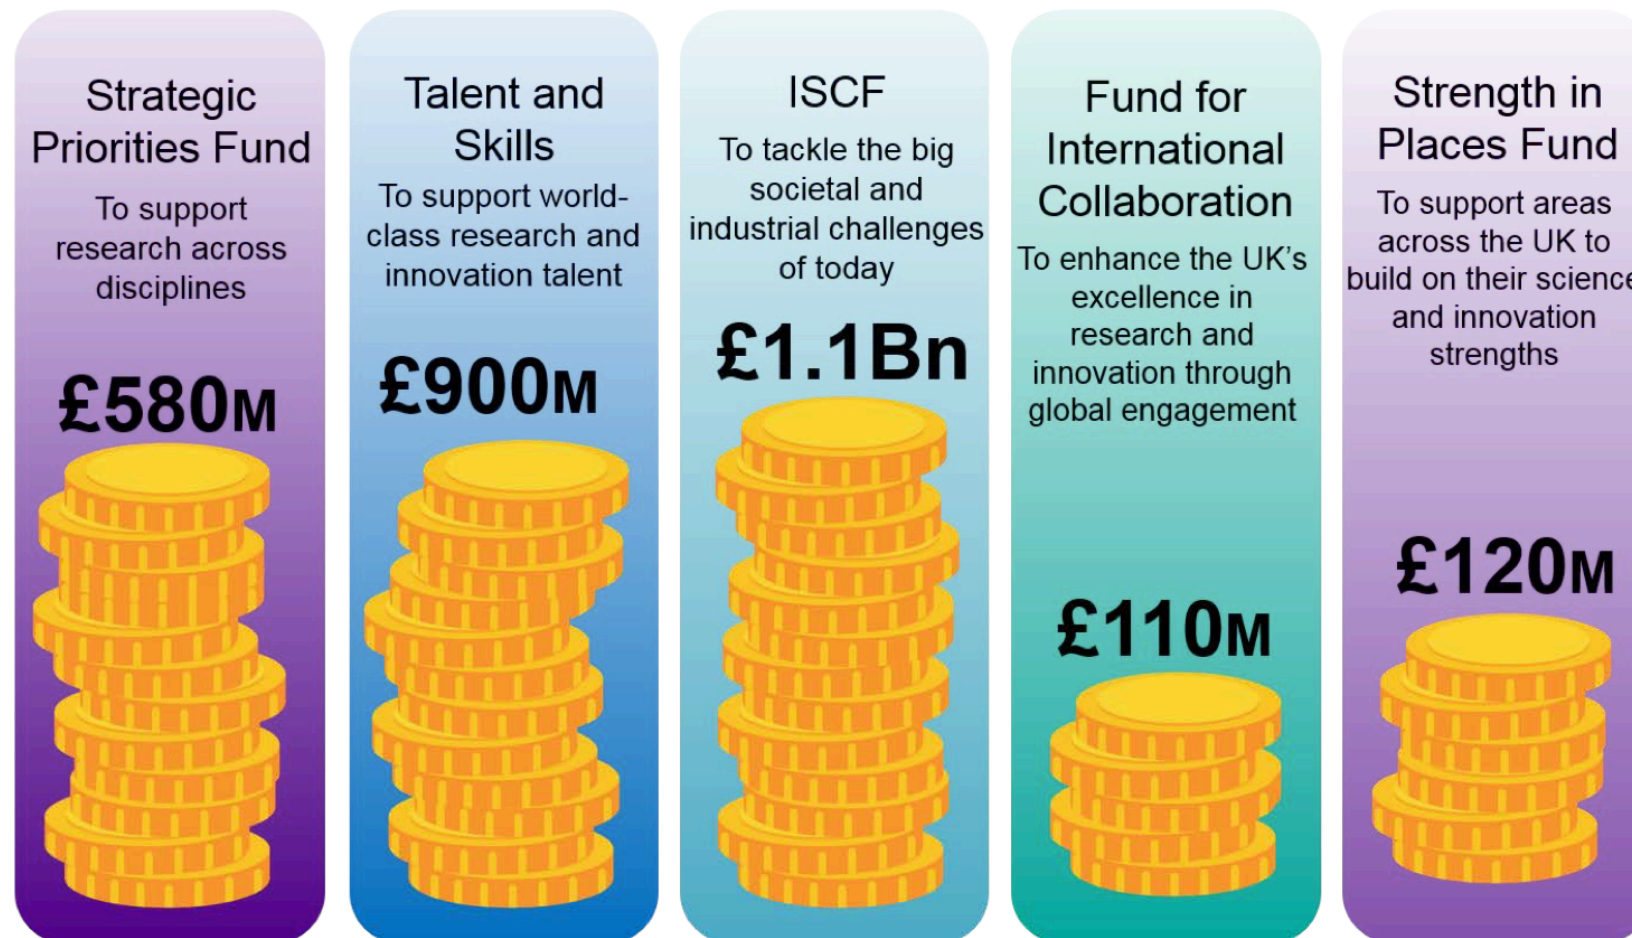 Strategic
Priorities Fund
To support
research across
disciplines
£580M
Talent and
Skills
To support world-
class research and
innovation talent
£900M
ISCF
To tackle the big
societal and
industrial challenges
of today
£1.1Bn
Fund for
International
Collaboration
To enhance the UK’s
excellence in
research and
innovation through
global engagement
£110M
Strength in
Places Fund
To support areas
across the UK to
build on their science
and innovation
strengths
£120M